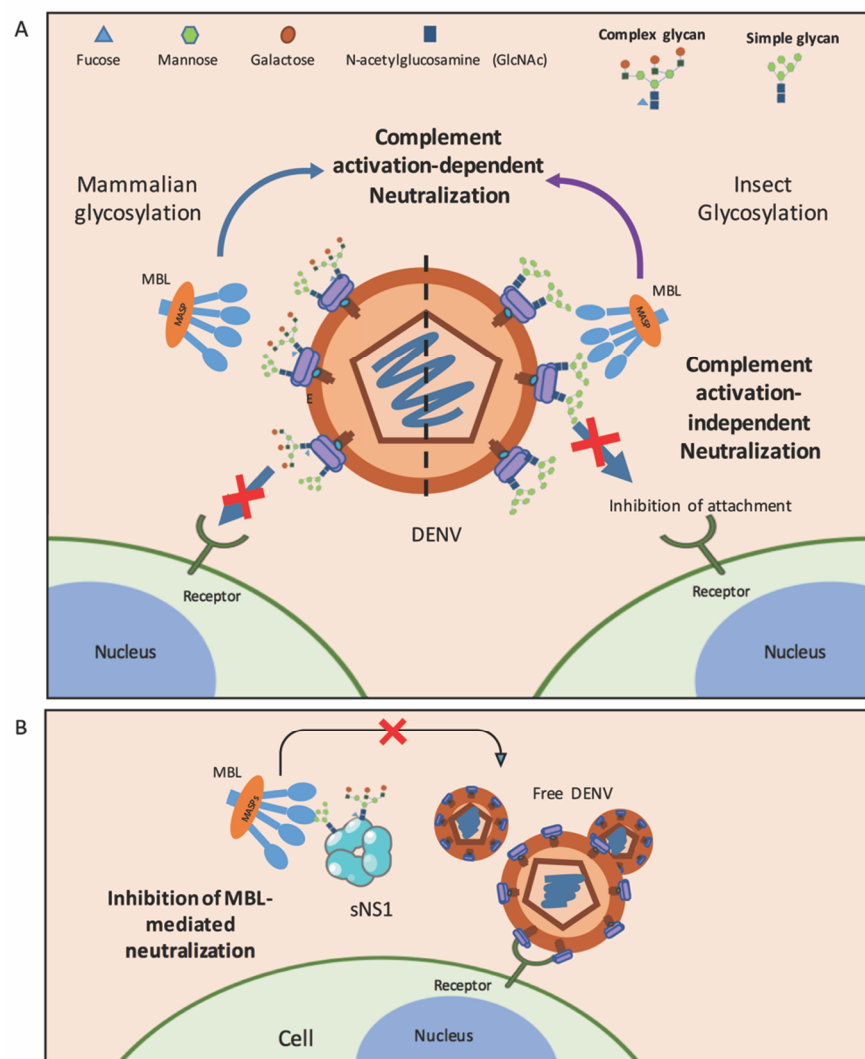 A
Fucose
Mannose
Galactose
N-acetylglucosamine (GlcNAc)
Complex glycan
Simple glycan
Complement
activation-dependent
Neutralization
Mammalian
glycosylation
Insect
Glycosylation
MBL
MASP
MBL
MASP
E
Complement
activation-
independent
Neutralization
Inhibition of attachment
DENV
Receptor
Receptor
Nucleus
Nucleus
B
MBL
MASPs
Free DENV
sNS1
Inhibition of MBL-
mediated
neutralization
Receptor
Cell
Nucleus